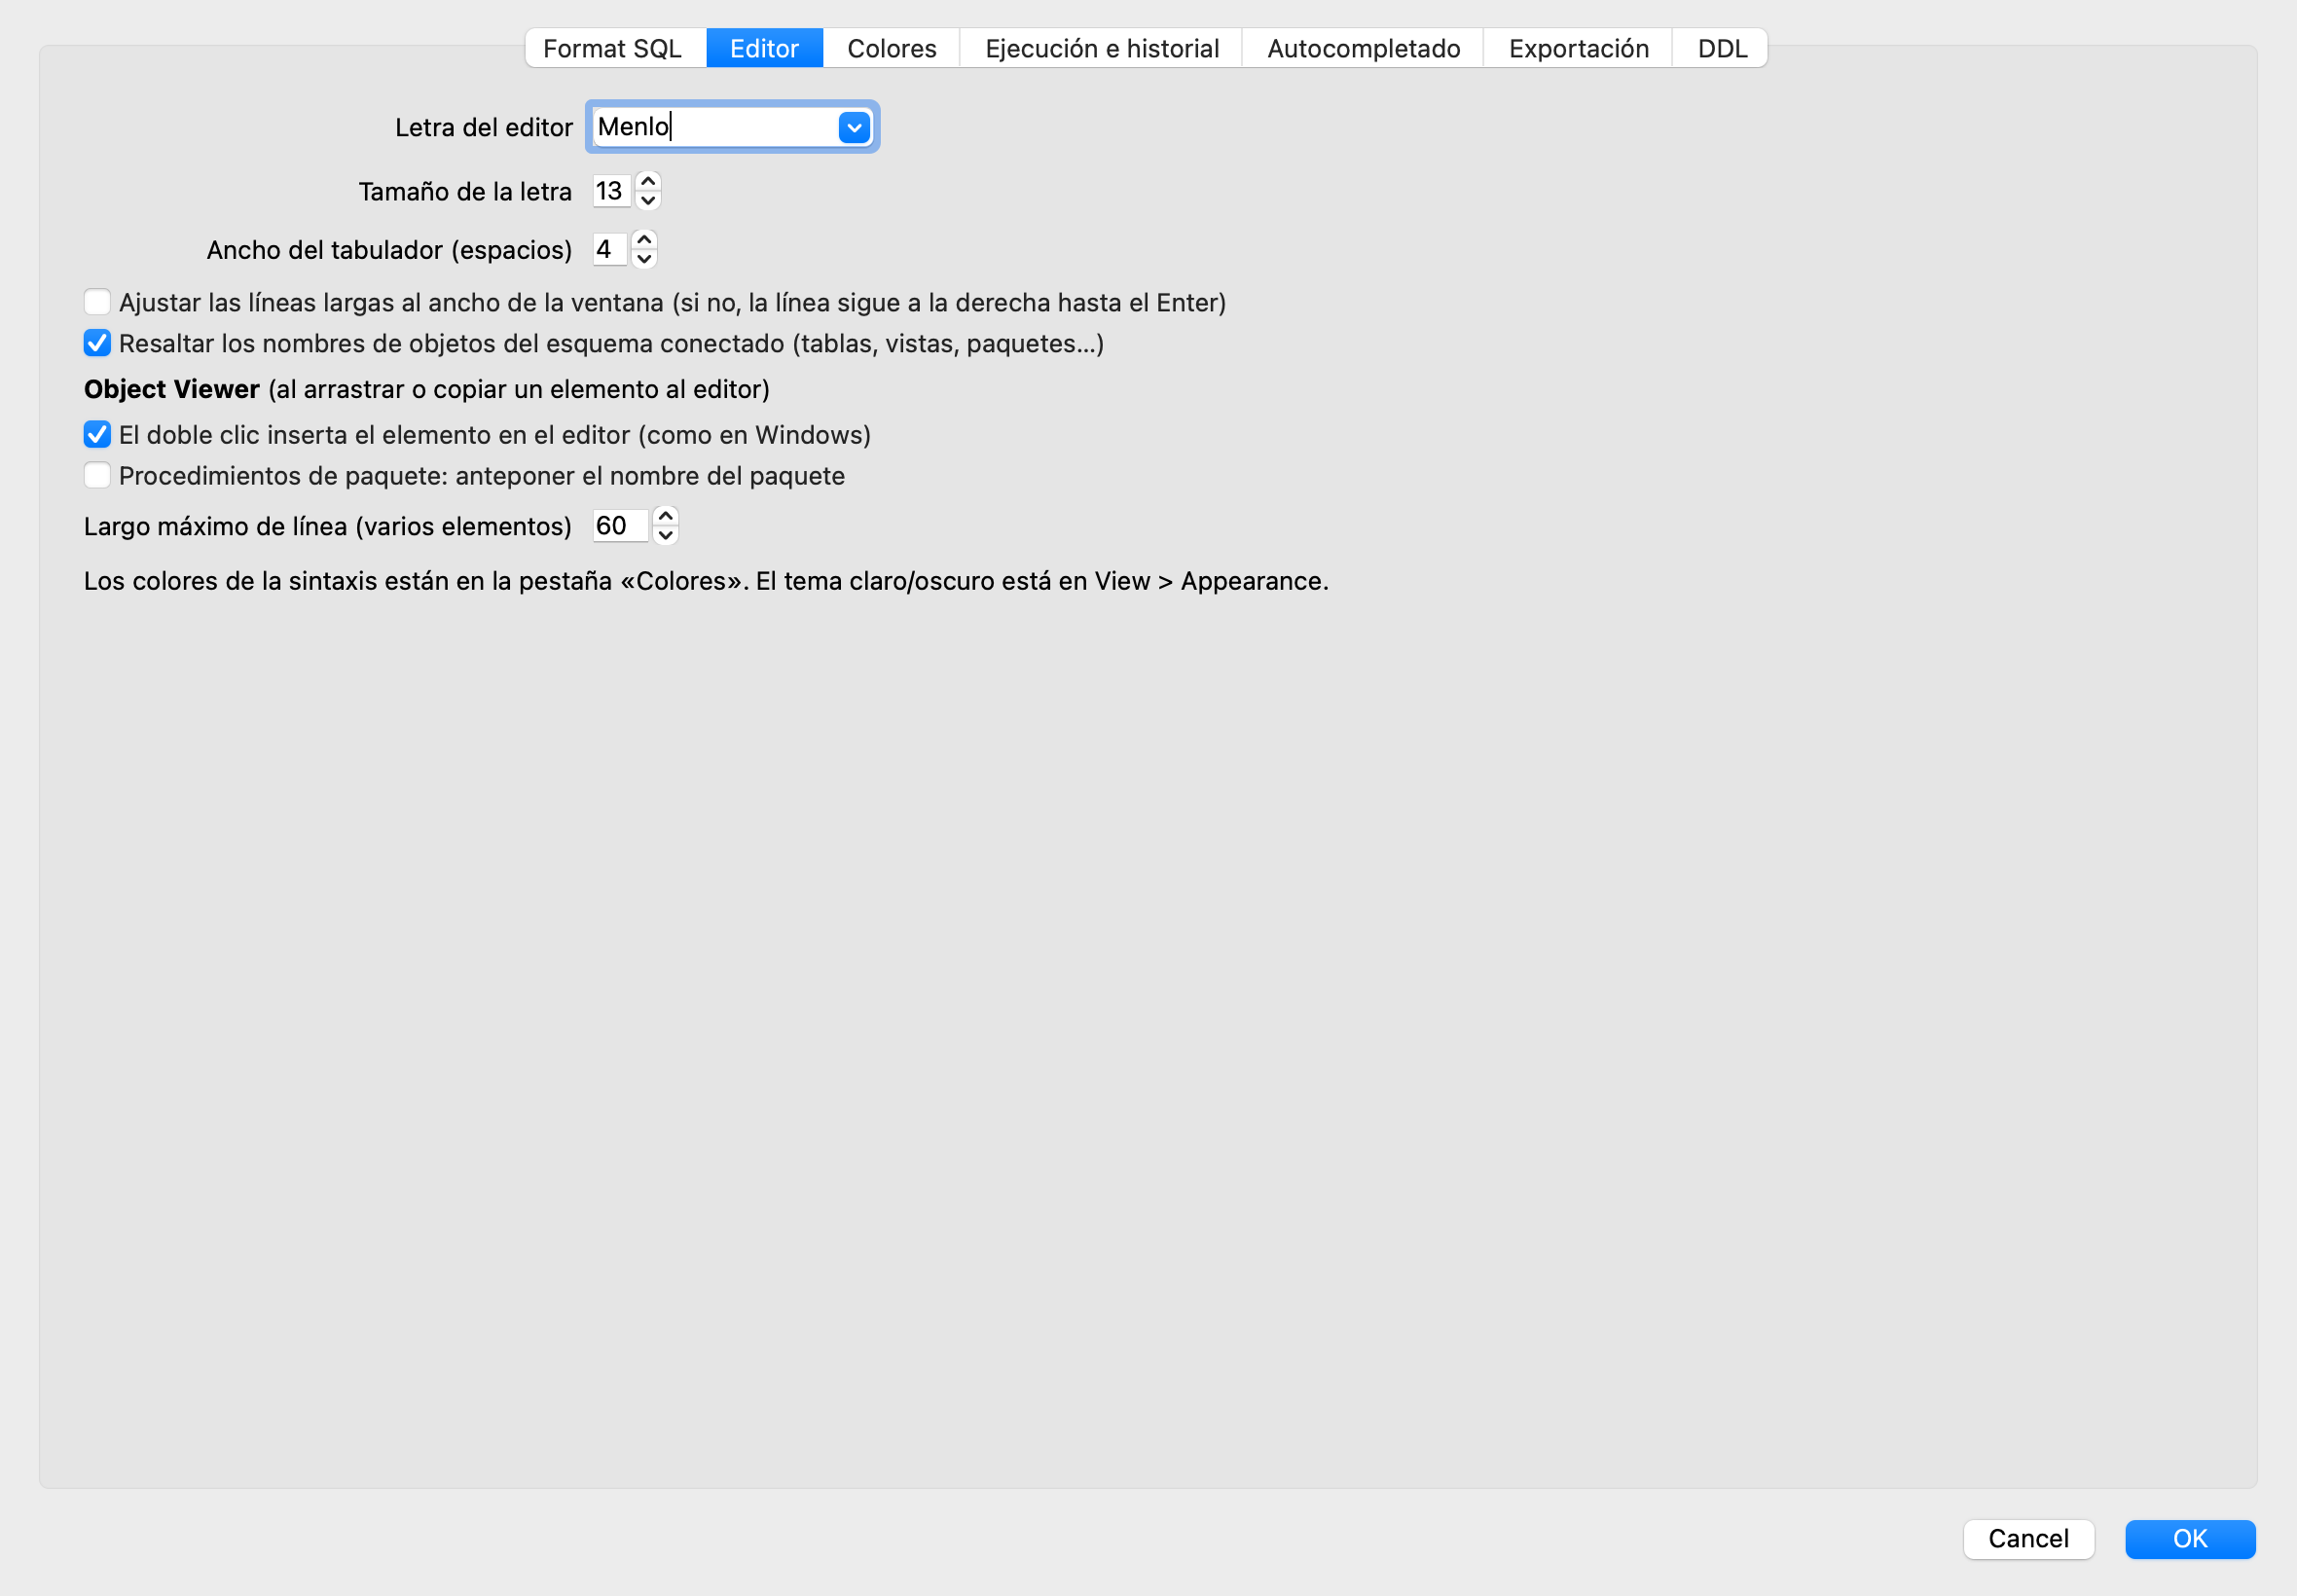 Format SQL Editor Colores Ejecución e historial Autocompletado Exportación DDL
Letra del editor Menlo
Tamaño de la letra 13
Ancho del tabulador (espacios) 4
Ajustar las líneas largas al ancho de la ventana (si no, la línea sigue a la derecha hasta el Enter)
Resaltar los nombres de objetos del esquema conectado (tablas, vistas, paquetes...)
Object Viewer (al arrastrar o copiar un elemento al editor)
El doble clic inserta el elemento en el editor (como en Windows)
Procedimientos de paquete: anteponer el nombre del paquete
Largo máximo de línea (varios elementos) 60
Los colores de la sintaxis están en la pestaña «Colores». El tema claro/oscuro está en View > Appearance.
Cancel OK